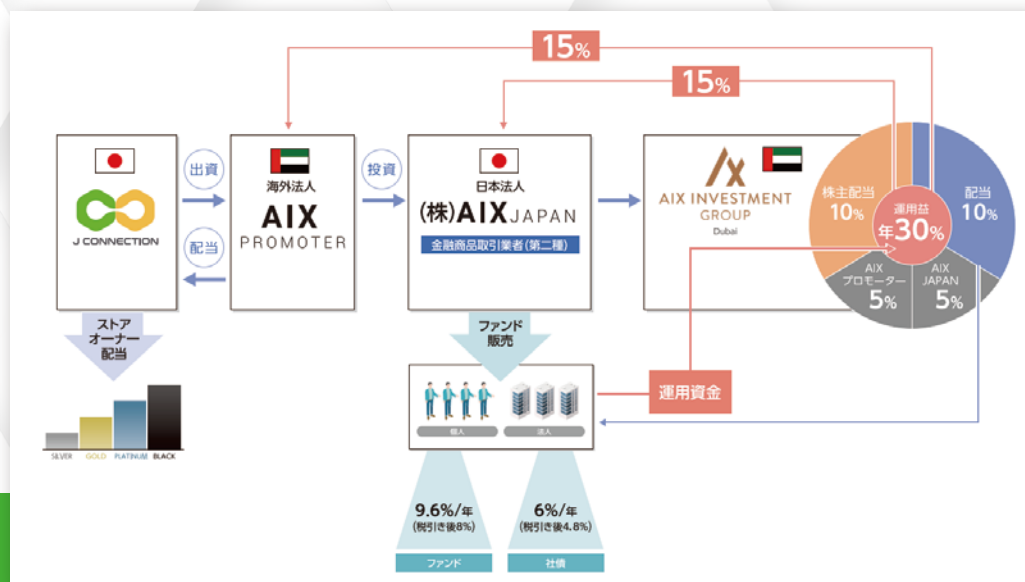 15%
15%
J CONNECTION
出資
配当
海外法人
AIX
PROMOTER
投資
日本法人
(株)AIX JAPAN
金融商品取引業者(第二種)
AIX INVESTMENT
GROUP
Dubai
株主配当
10%
運用益
年30%
配当
10%
AIX
プロモーター
5%
AIX
JAPAN
5%
ストア
オーナー
配当
ファンド
販売
運用資金
個人
法人
SILVER
GOLD
PLATINUM
BLACK
9.6%/年
(税引き後8%)
6%/年
(税引き後4.8%)
ファンド
社債